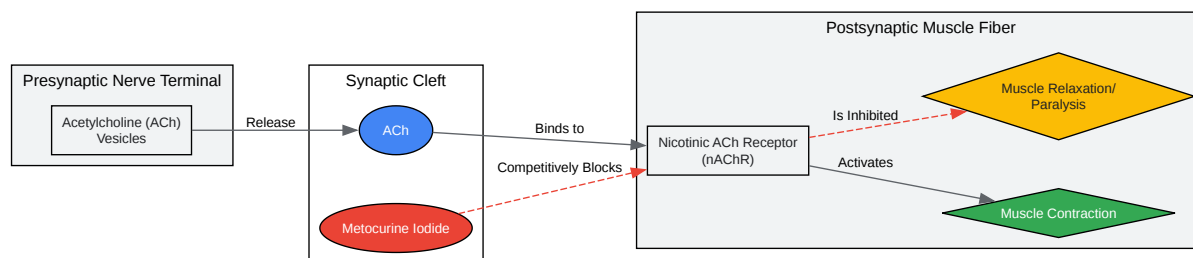 Presynaptic Nerve Terminal
Acetylcholine (ACh)
Vesicles
Release
Synaptic Cleft
ACh
Metocurine Iodide
Binds to
Competitively Blocks
Postsynaptic Muscle Fiber
Nicotinic ACh Receptor
(nAChR)
Is Inhibited
Activates
Muscle Relaxation/
Paralysis
Muscle Contraction